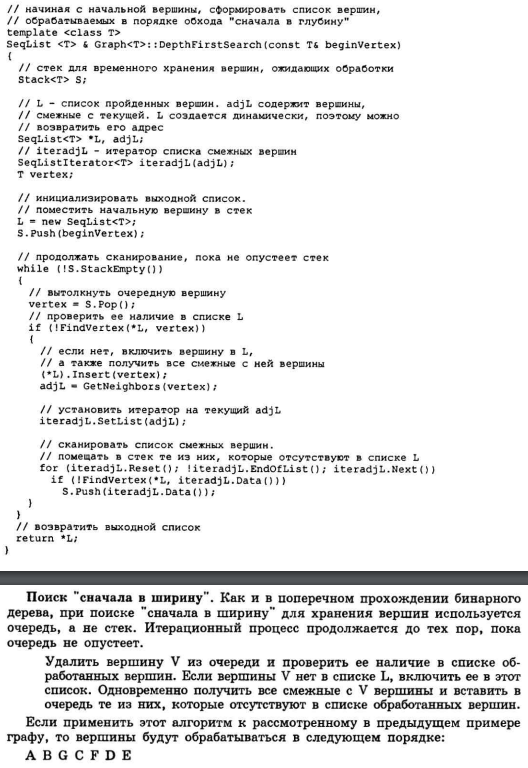 // начиная с начальной вершины, сформировать список вершин,
// обрабатываемых в порядке обхода "сначала в глубину"
template <class T>
SeqList <T> & Graph<T>::DepthFirstSearch(const T& beginVertex)
{
// стек для временного хранения вершин, ожидающих обработки
Stack<T> S;
// L - список пройденных вершин. adjL содержит вершины,
// смежные с текущей. L создается динамически, поэтому можно
// возвратить его адрес
SeqList<T> *L, adjL;
// iteradjL - итератор списка смежных вершин
SeqListIterator<T> iteradjL(adjL);
T vertex;
// инициализировать выходной список.
// поместить начальную вершину в стек
L = new SeqList<T>;
S.Push(beginVertex);
// продолжать сканирование, пока не опустеет стек
while (!S.StackEmpty())
{
// вытолкнуть очередную вершину
vertex = S.Pop();
// проверить ее наличие в списке L
if (!FindVertex(*L, vertex))
{
// если нет, включить вершину в L,
// а также получить все смежные с ней вершины
(*L).Insert(vertex);
adjL = GetNeighbors(vertex);
// установить итератор на текущий adjL
iteradjL.SetList(adjL);
// сканировать список смежных вершин.
// помещать в стек те из них, которые отсутствуют в списке L
for (iteradjL.Reset(); !iteradjL.EndOfList(); iteradjL.Next())
if (!FindVertex(*L, iteradjL.Data()))
S.Push(iteradjL.Data());
}
}
// возвратить выходной список
return *L;
}
Поиск "сначала в ширину". Как и в поперечном прохождении бинарного
дерева, при поиске "сначала в ширину" для хранения вершин используется
очередь, а не стек. Итерационный процесс продолжается до тех пор, пока
очередь не опустеет.
Удалить вершину V из очереди и проверить ее наличие в списке об-
работанных вершин. Если вершины V нет в списке L, включить ее в этот
список. Одновременно получить все смежные с V вершины и вставить в
очередь те из них, которые отсутствуют в списке обработанных вершин.
Если применить этот алгоритм к рассмотренному в предыдущем примере
графу, то вершины будут обрабатываться в следующем порядке:
A B G C F D E